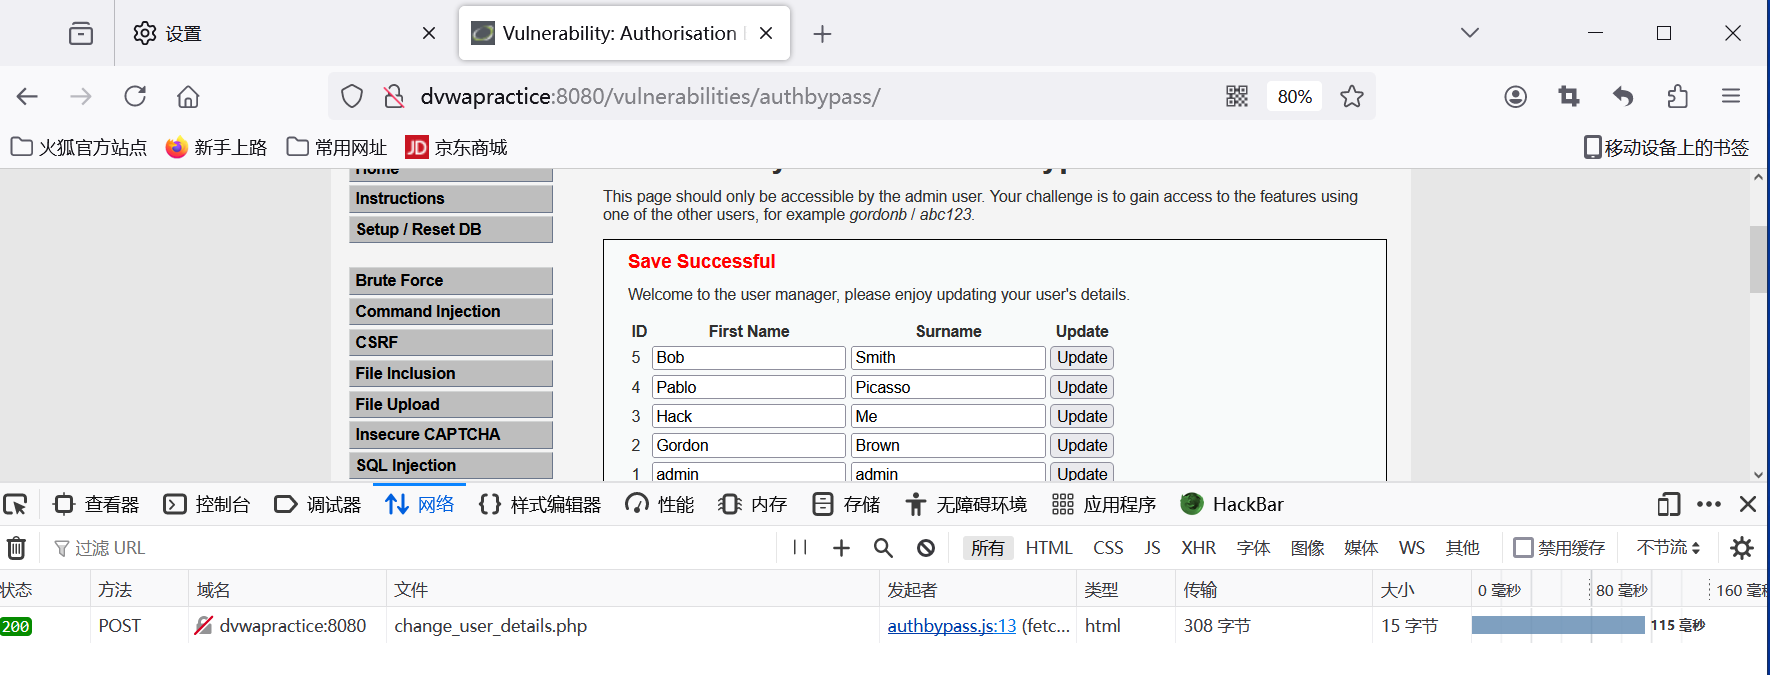 设置
Vulnerability: Authorisation
dvwapractice:8080/vulnerabilities/authbypass/
80%
火狐官方站点
新手上路
常用网址
JD
京东商城
移动设备上的书签
Home
Instructions
Setup / Reset DB
Brute Force
Command Injection
CSRF
File Inclusion
File Upload
Insecure CAPTCHA
SQL Injection
This page should only be accessible by the admin user. Your challenge is to gain access to the features using
one of the other users, for example gordonb / abc123.
Save Successful
Welcome to the user manager, please enjoy updating your user's details.
ID First Name Surname Update
5 Bob Smith Update
4 Pablo Picasso Update
3 Hack Me Update
2 Gordon Brown Update
1 admin admin Update
查看器 控制台 调试器 网络 样式编辑器 性能 内存 存储 无障碍环境 应用程序 HackBar
过滤 URL
所有 HTML CSS JS XHR 字体 图像 媒体 WS 其他 禁用缓存 不节流
状态 方法 域名 文件 发起者 类型 传输 大小 0 毫秒 80 毫秒 160 毫秒
200 POST dvwapractice:8080 change_user_details.php authbypass.js:13 (fetc... html 308 字节 15 字节 115 毫秒